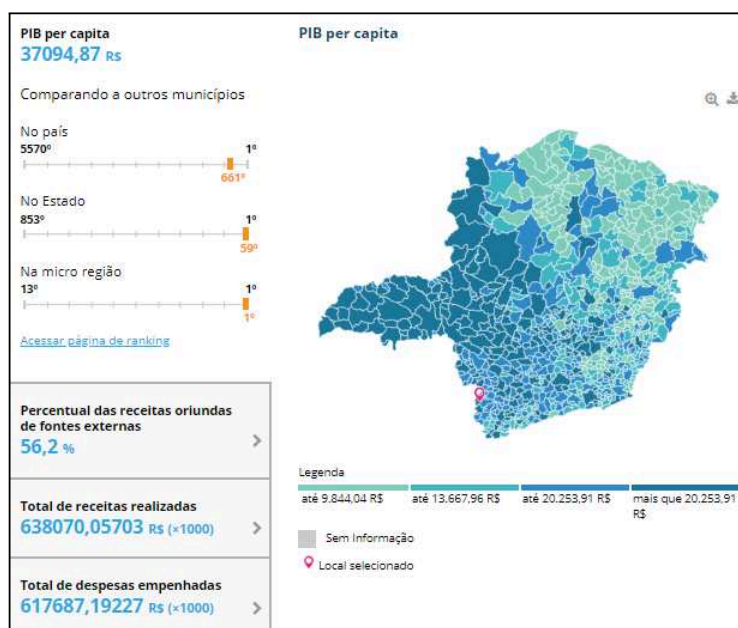 PIB per capita
37094,87 R$
Comparando a outros municípios
No país
5570º 1º
661º
No Estado
853º 1º
59º
Na micro região
13º 1º
1º
Acessar página de ranking
Percentual das receitas oriundas
de fontes externas
56,2 %
Total de receitas realizadas
638070,05703 R$ (×1000)
Total de despesas empenhadas
617687,19227 R$ (×1000)
PIB per capita
Legenda
até 9.844,04 R$ até 13.667,96 R$ até 20.253,91 R$ mais que 20.253,91
R$
Sem Informação
Local selecionado